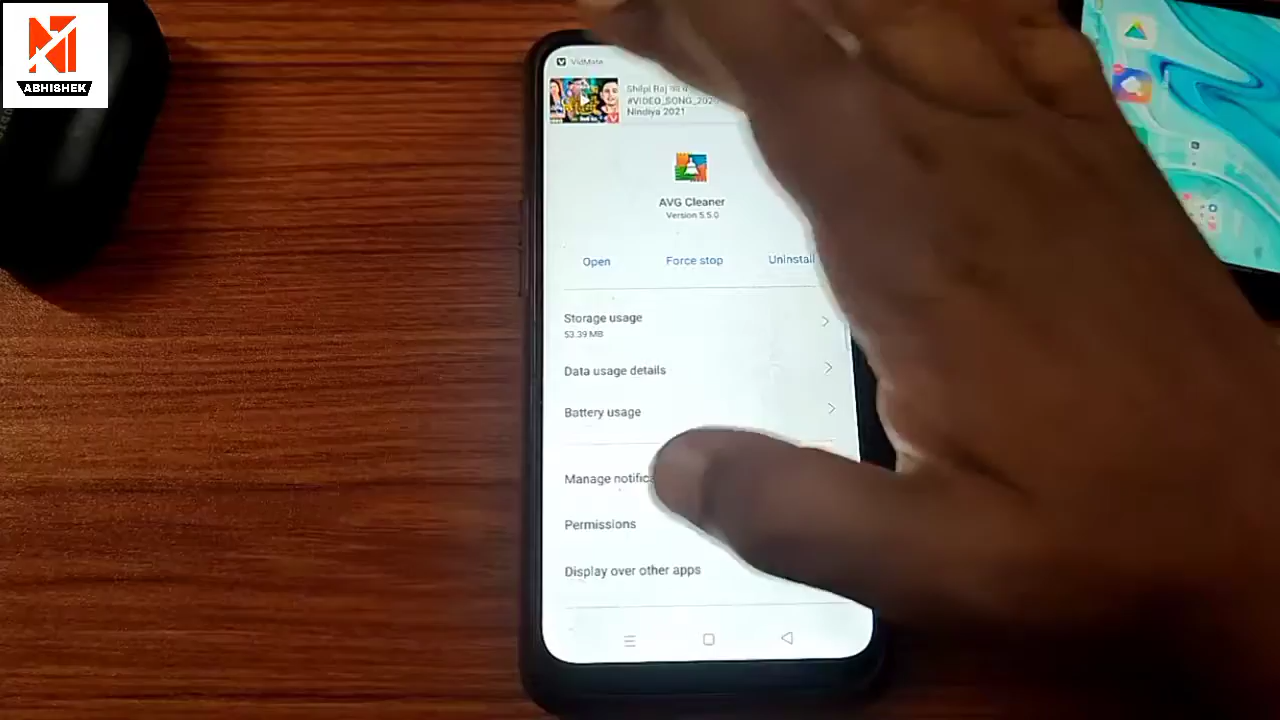 ABHISHEK
VidMate
Shilpi Raj का व
#VIDEO_SONG_2020
Nindiya 2021
AVG Cleaner
Version 5.5.0
Open
Force stop
Uninstall
Storage usage
53.39 MB
Data usage details
Battery usage
Manage notifica
Permissions
Display over other apps